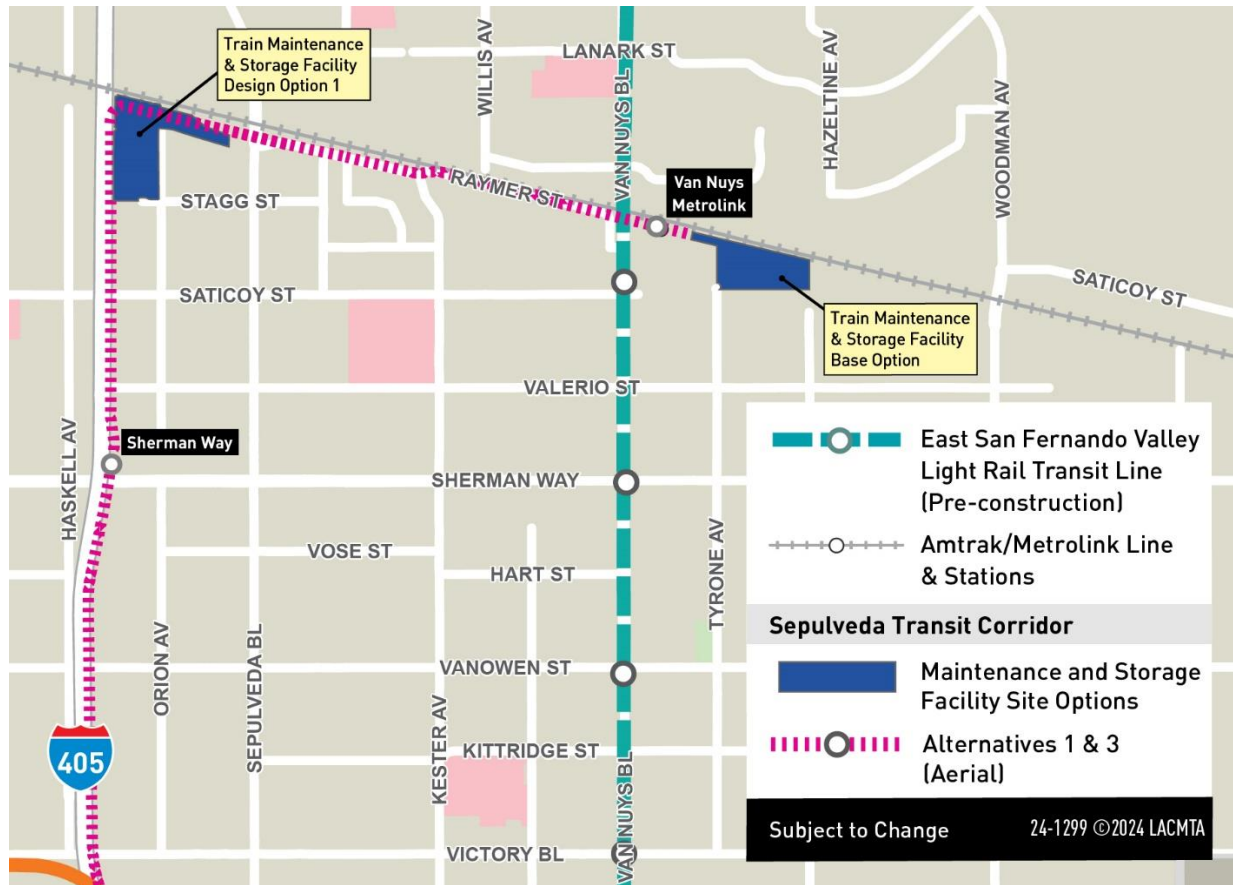 Train Maintenance
& Storage Facility
Design Option 1
WILLIS AV
LANARK ST
VAN NUYS BL
HAZELTINE AV
WOODMAN AV
RAYMER ST
Van Nuys
Metrolink
STAGG ST
SATICOY ST
SATICOY ST
Train Maintenance
& Storage Facility
Base Option
VALERIO ST
HASKELL AV
Sherman Way
SHERMAN WAY
VOSE ST
HART ST
TYRONE AV
ORION AV
SEPULVEDA BL
KESTER AV
VANOWEN ST
KITTRIDGE ST
VAN NUYS BL
405
VICTORY BL
East San Fernando Valley
Light Rail Transit Line
(Pre-construction)
Amtrak/Metrolink Line
& Stations
Sepulveda Transit Corridor
Maintenance and Storage
Facility Site Options
Alternatives 1 & 3
(Aerial)
Subject to Change
24-1299 ©2024 LACMTA